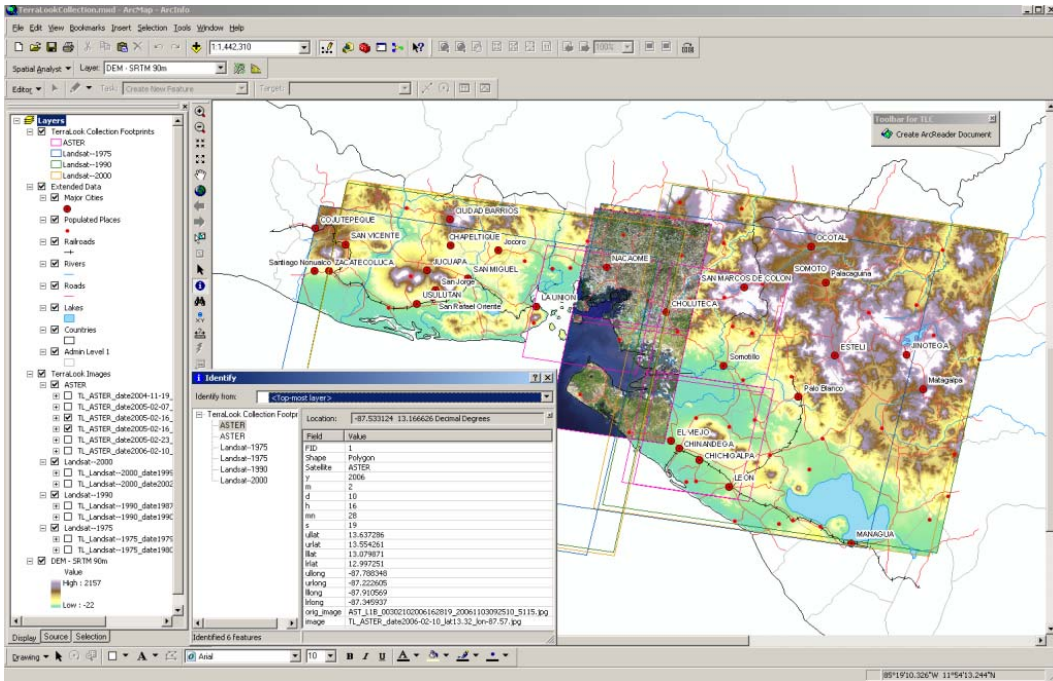 TerraLookCollection.mxd - ArcMap - ArcInfo
File Edit View Bookmarks Insert Selection Tools Window Help
1:1,442,310
100%
Spatial Analyst Layer: DEM - SRTM 90m
Editor Task: Create New Feature Target:
Layers
TerraLook Collection Footprints
ASTER
Landsat--1975
Landsat--1990
Landsat--2000
Extended Data
Major Cities
Populated Places
Railroads
Rivers
Roads
Lakes
Countries
Admin Level 1
TerraLook Images
ASTER
TL_ASTER_date2004-11-19_
TL_ASTER_date2005-02-07_
TL_ASTER_date2005-02-16_
TL_ASTER_date2005-02-16_
TL_ASTER_date2005-02-23_
TL_ASTER_date2006-02-10_
Landsat--2000
TL_Landsat--2000_date1999
TL_Landsat--2000_date2002
Landsat--1990
TL_Landsat--1990_date1987
TL_Landsat--1990_date1990
Landsat--1975
TL_Landsat--1975_date1979
TL_Landsat--1975_date1980
DEM - SRTM 90m
Value
High : 2157
Low : -22
Display Source Selection
Toolbar for TLC
Create ArcReader Document
COJUTEPEQUE
CIUDAD BARRIOS
SAN VICENTE
CHAPELTIQUE
Jocoro
Santiago Nonualco
ZACATECOLUCA
JUCUAPA
SAN MIGUEL
San Jorge
USULUTAN
San Rafael Oriente
LA UNION
NACAOME
CHOLUTECA
SAN MARCOS DE COLON
OCOTAL
SOMOTO
Palacaguina
ESTELI
JINOTEGA
Matagalpa
Somotillo
Palo Blanco
EL VIEJO
CHINANDEGA
CHICHIGALPA
LEON
MANAGUA
Identify
Identify from: <Top-most layer>
TerraLook Collection Footpr
ASTER
ASTER
Landsat--1975
Landsat--1975
Landsat--1990
Landsat--2000
Location: -87.533124 13.166626 Decimal Degrees
Field Value
FID 1
Shape Polygon
Satellite ASTER
y 2006
m 2
d 10
h 16
mn 28
s 19
ullat 13.637286
urlat 13.554261
lllat 13.079871
lrlat 12.997251
ullong -87.788348
urlong -87.222605
lllong -87.910569
lrlong -87.345937
orig_image AST_L1B_00302102006162819_20061103092510_5115.jpg
image TL_ASTER_date2006-02-10_lat13.32_lon-87.57.jpg
Identified 6 features
Drawing A Arial 10 B I U A
85°19'10.326"W 11°54'13.244"N